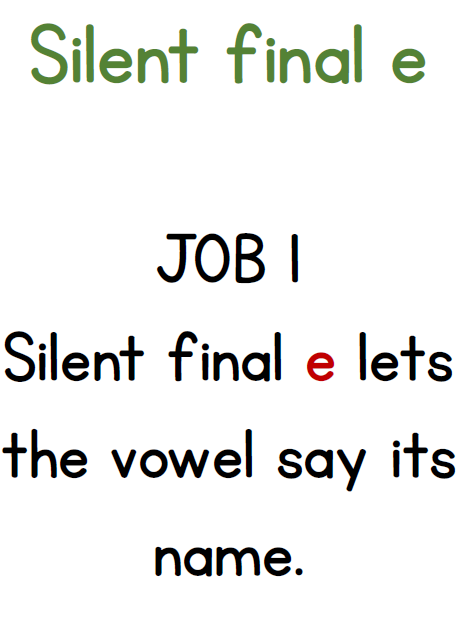 Silent final e
JOB 1
Silent final e lets
the vowel say its
name.